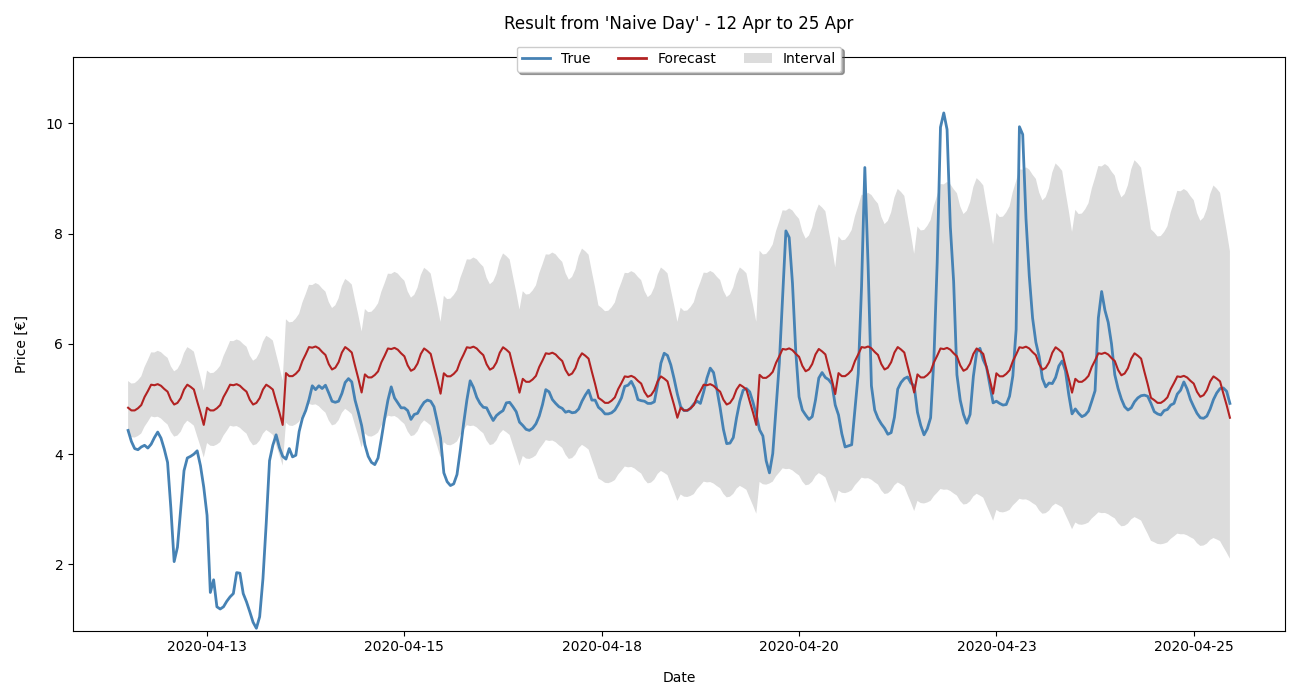 Result from 'Naive Day' - 12 Apr to 25 Apr
True Forecast Interval
Price [€]
10
8
6
4
2
2020-04-13 2020-04-15 2020-04-18 2020-04-20 2020-04-23 2020-04-25
Date